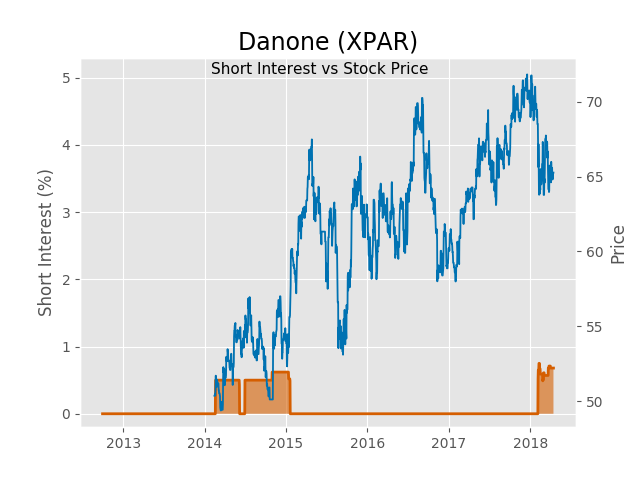 Danone (XPAR)
Short Interest vs Stock Price
5
4
3
2
1
0
Short Interest (%)
70
65
60
55
50
Price
2013 2014 2015 2016 2017 2018